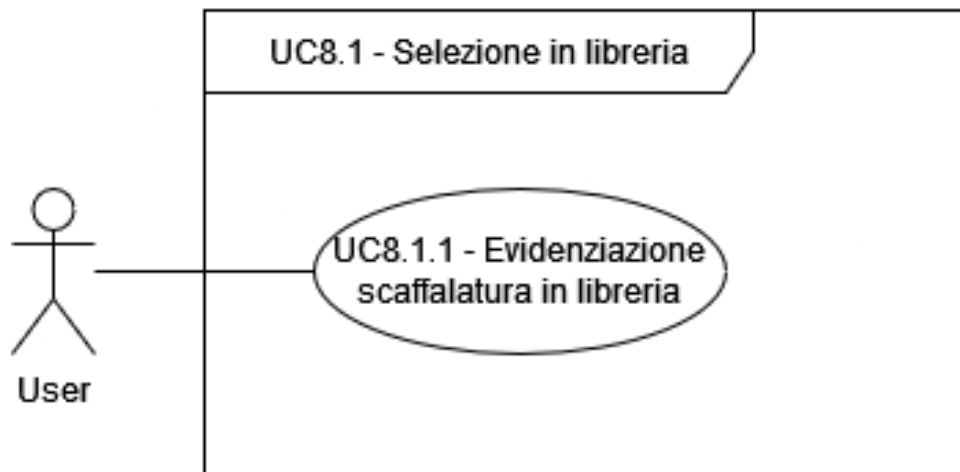 UC8.1 - Selezione in libreria
UC8.1.1 - Evidenziazione
scaffalatura in libreria
User